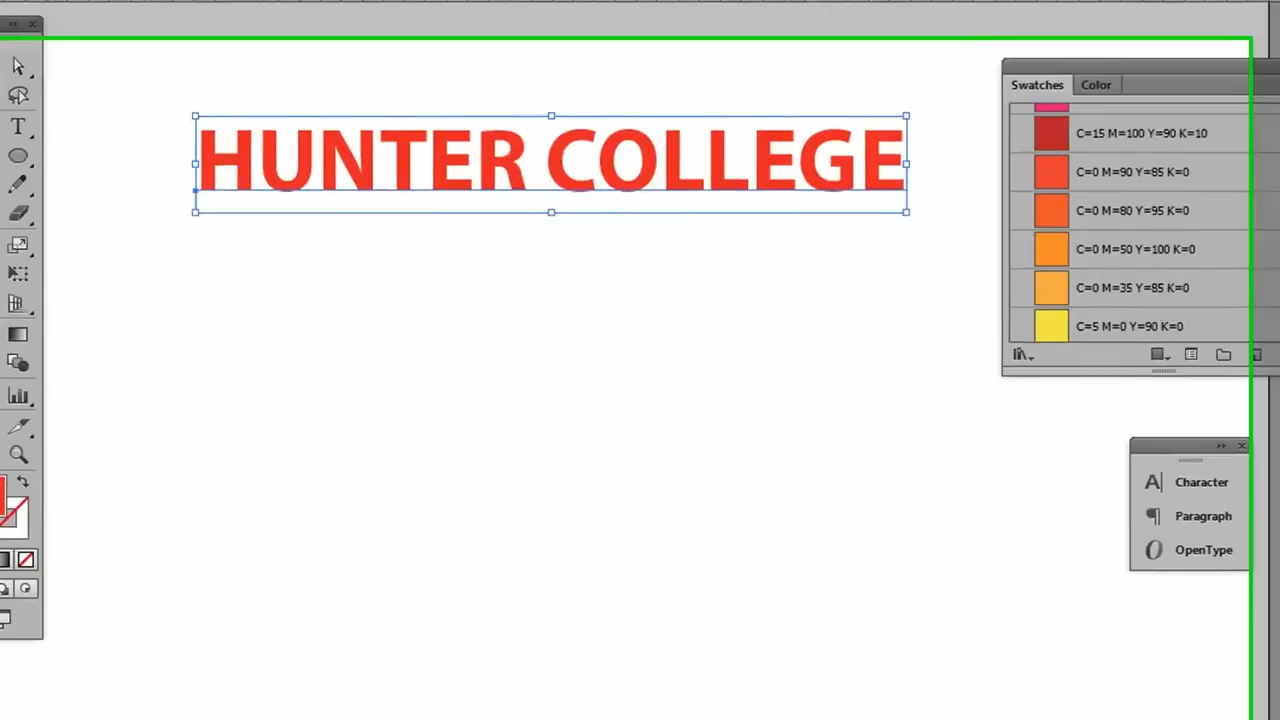 HUNTER COLLEGE
Swatches
Color
C=15 M=100 Y=90 K=10
C=0 M=90 Y=85 K=0
C=0 M=80 Y=95 K=0
C=0 M=50 Y=100 K=0
C=0 M=35 Y=85 K=0
C=5 M=0 Y=90 K=0
Character
Paragraph
OpenType